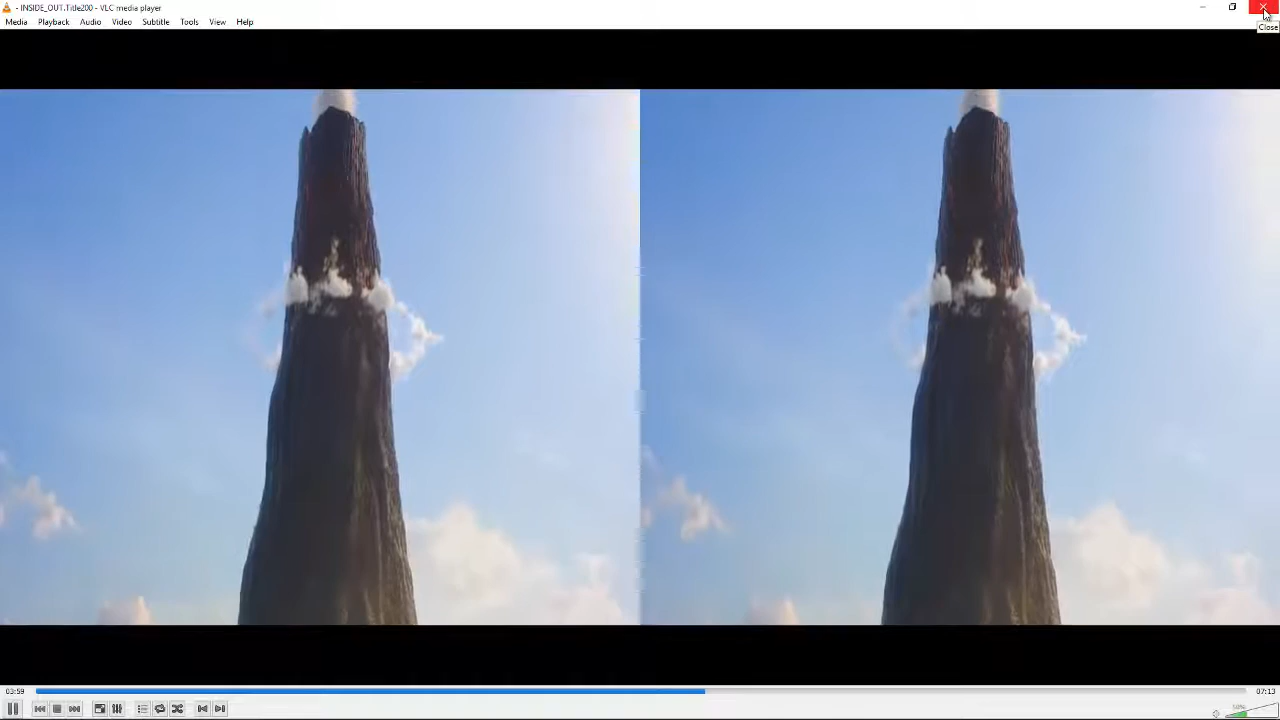 - INSIDE_OUT.Title200 - VLC media player
Media Playback Audio Video Subtitle Tools View Help
Close
03:59
07:13